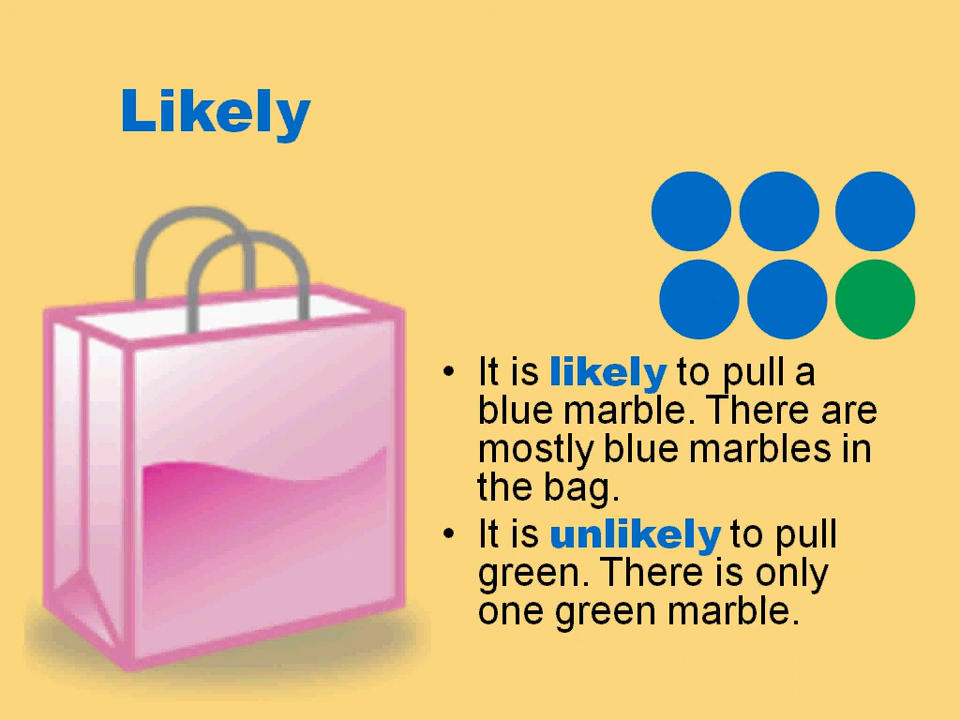 Likely
• It is likely to pull a
blue marble. There are
mostly blue marbles in
the bag.
• It is unlikely to pull
green. There is only
one green marble.